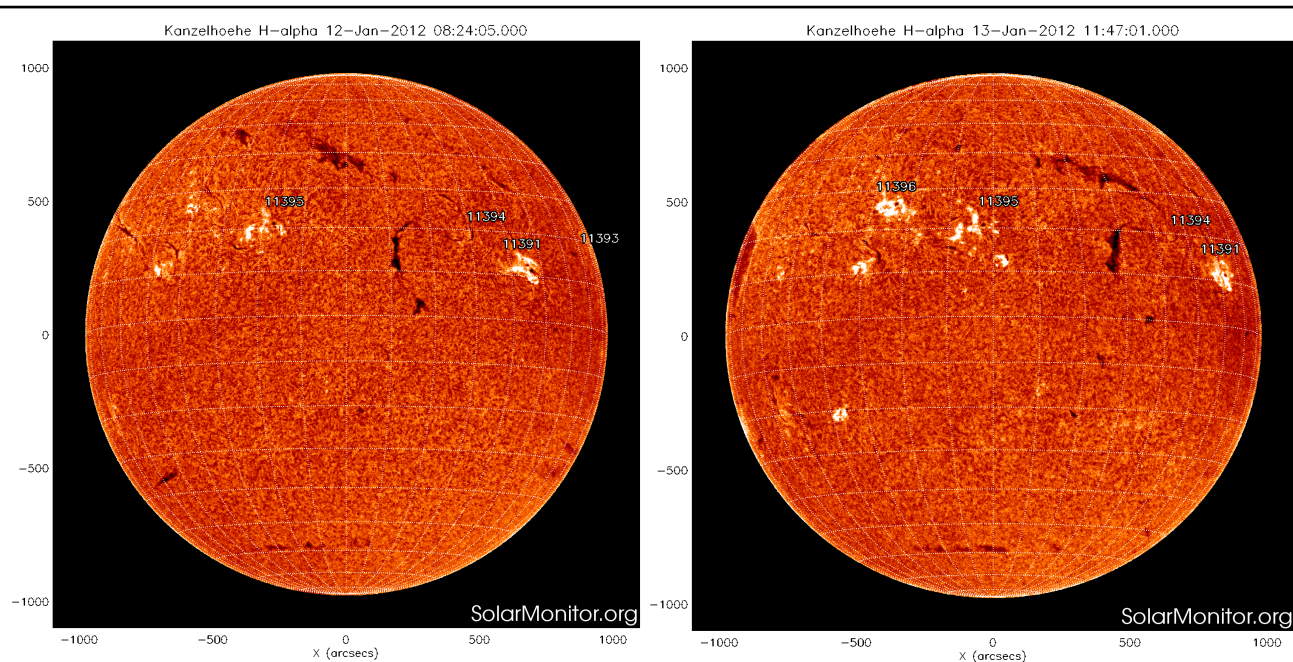 Kanzelhoehe H-alpha 12-Jan-2012 08:24:05.000
1000
500
0
-500
-1000
11395
11394
11391
11393
SolarMonitor.org
-1000 -500 0 500 1000
X (arcsecs)
Kanzelhoehe H-alpha 13-Jan-2012 11:47:01.000
1000
500
0
-500
-1000
11396
11395
11394
11391
SolarMonitor.org
-1000 -500 0 500 1000
X (arcsecs)